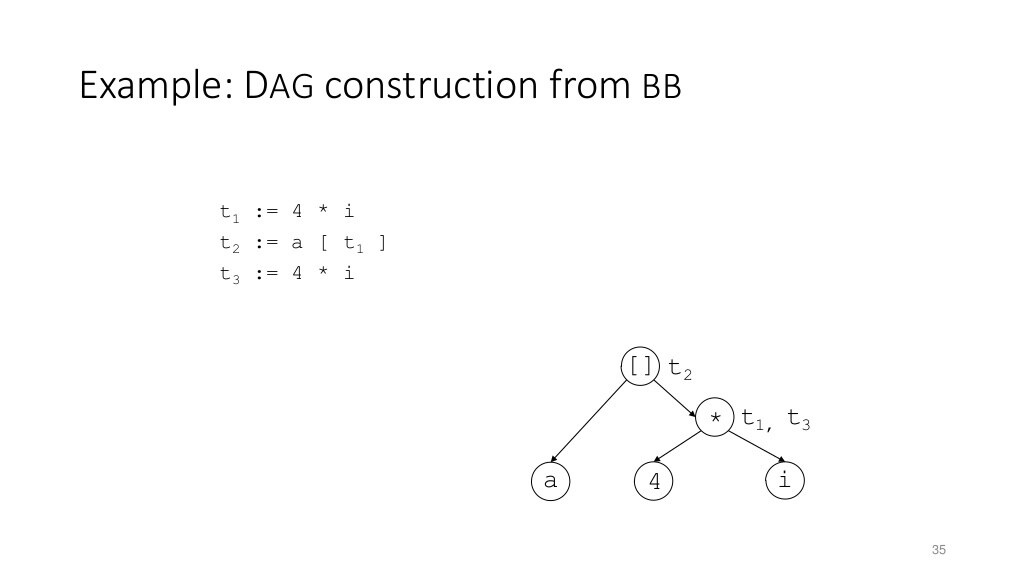 Example: DAG construction from BB
t₁ := 4 * i
t₂ := a [ t₁ ]
t₃ := 4 * i
[] t₂
* t₁, t₃
a 4 i
35